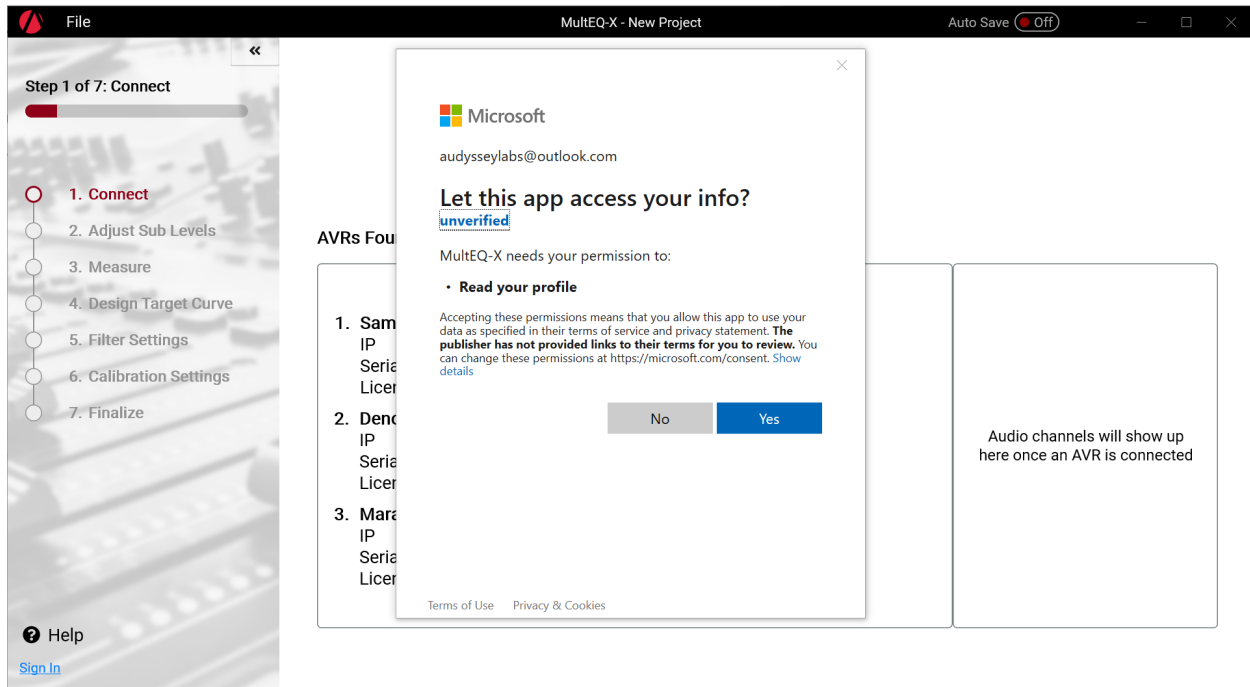 File
MultEQ-X - New Project
Auto Save Off
Step 1 of 7: Connect
1. Connect
2. Adjust Sub Levels
3. Measure
4. Design Target Curve
5. Filter Settings
6. Calibration Settings
7. Finalize
Help
Sign In
AVRs Fou
1. Sam
IP
Seria
Licen
2. Deno
IP
Seria
Licen
3. Mara
IP
Seria
Licen
Microsoft
audysseylabs@outlook.com
Let this app access your info?
unverified
MultEQ-X needs your permission to:
• Read your profile
Accepting these permissions means that you allow this app to use your
data as specified in their terms of service and privacy statement. The
publisher has not provided links to their terms for you to review. You
can change these permissions at https://microsoft.com/consent. Show
details
No
Yes
Terms of Use
Privacy & Cookies
Audio channels will show up
here once an AVR is connected